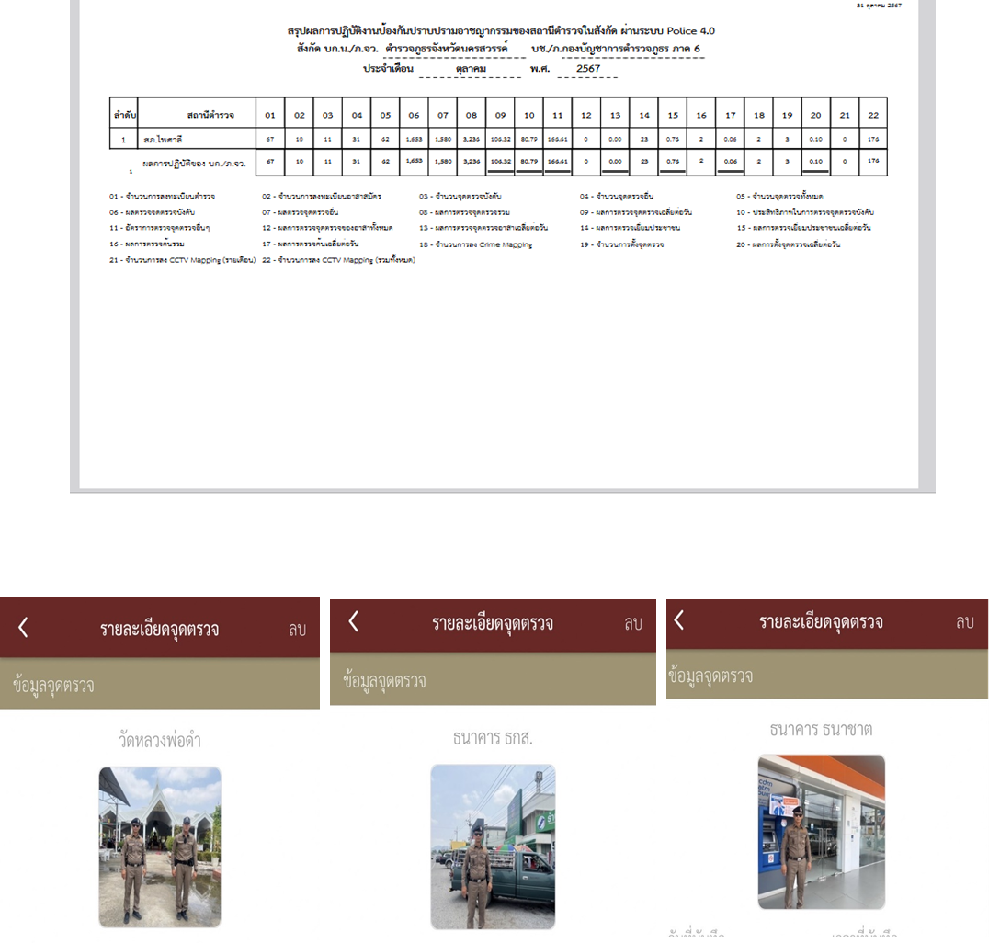 31 ตุลาคม 2567
สรุปผลการปฏิบัติงานป้องกันปราบปรามอาชญากรรมของสถานีตำรวจในสังกัด ผ่านระบบ Police 4.0
สังกัด บก.น./ภ.จว. ตำรวจภูธรจังหวัดนครสวรรค์ บช./ภ.กองบัญชาการตำรวจภูธร ภาค 6
ประจำเดือน ตุลาคม พ.ศ. 2567
ลำดับ สถานีตำรวจ 01 02 03 04 05 06 07 08 09 10 11 12 13 14 15 16 17 18 19 20 21 22
1 สภ.ไพศาลี 67 10 11 31 62 1,653 1,580 3,236 106.32 80.79 166.61 0 0.00 23 0.76 2 0.06 2 3 0.10 0 176
1 ผลการปฏิบัติของ บก./ภ.จว. 67 10 11 31 62 1,653 1,580 3,236 106.32 80.79 166.61 0 0.00 23 0.76 2 0.06 2 3 0.10 0 176
01 - จำนวนการลงทะเบียนตำรวจ 02 - จำนวนการลงทะเบียนอาสาสมัคร 03 - จำนวนจุดตรวจบังคับ 04 - จำนวนจุดตรวจอื่น 05 - จำนวนจุดตรวจทั้งหมด
06 - ผลตรวจจุดตรวจบังคับ 07 - ผลตรวจจุดตรวจอื่น 08 - ผลการตรวจจุดตรวจรวม 09 - ผลการตรวจจุดตรวจเฉลี่ยต่อวัน 10 - ประสิทธิภาพในการตรวจจุดตรวจบังคับ
11 - อัตราการตรวจจุดตรวจอื่นๆ 12 - ผลการตรวจจุดตรวจของอาสาทั้งหมด 13 - ผลการตรวจจุดตรวจอาสาเฉลี่ยต่อวัน 14 - ผลการตรวจเยี่ยมประชาชน 15 - ผลการตรวจเยี่ยมประชาชนเฉลี่ยต่อวัน
16 - ผลการตรวจค้นรวม 17 - ผลการตรวจค้นเฉลี่ยต่อวัน 18 - จำนวนการลง Crime Mapping 19 - จำนวนการตั้งจุดตรวจ 20 - ผลการตั้งจุดตรวจเฉลี่ยต่อวัน
21 - จำนวนการลง CCTV Mapping (รายเดือน) 22 - จำนวนการลง CCTV Mapping (รวมทั้งหมด)
รายละเอียดจุดตรวจ ลบ
ข้อมูลจุดตรวจ
วัดหลวงพ่อดำ
รายละเอียดจุดตรวจ ลบ
ข้อมูลจุดตรวจ
ธนาคาร ธกส.
รายละเอียดจุดตรวจ ลบ
ข้อมูลจุดตรวจ
ธนาคาร ธนาชาต
cdm
atm